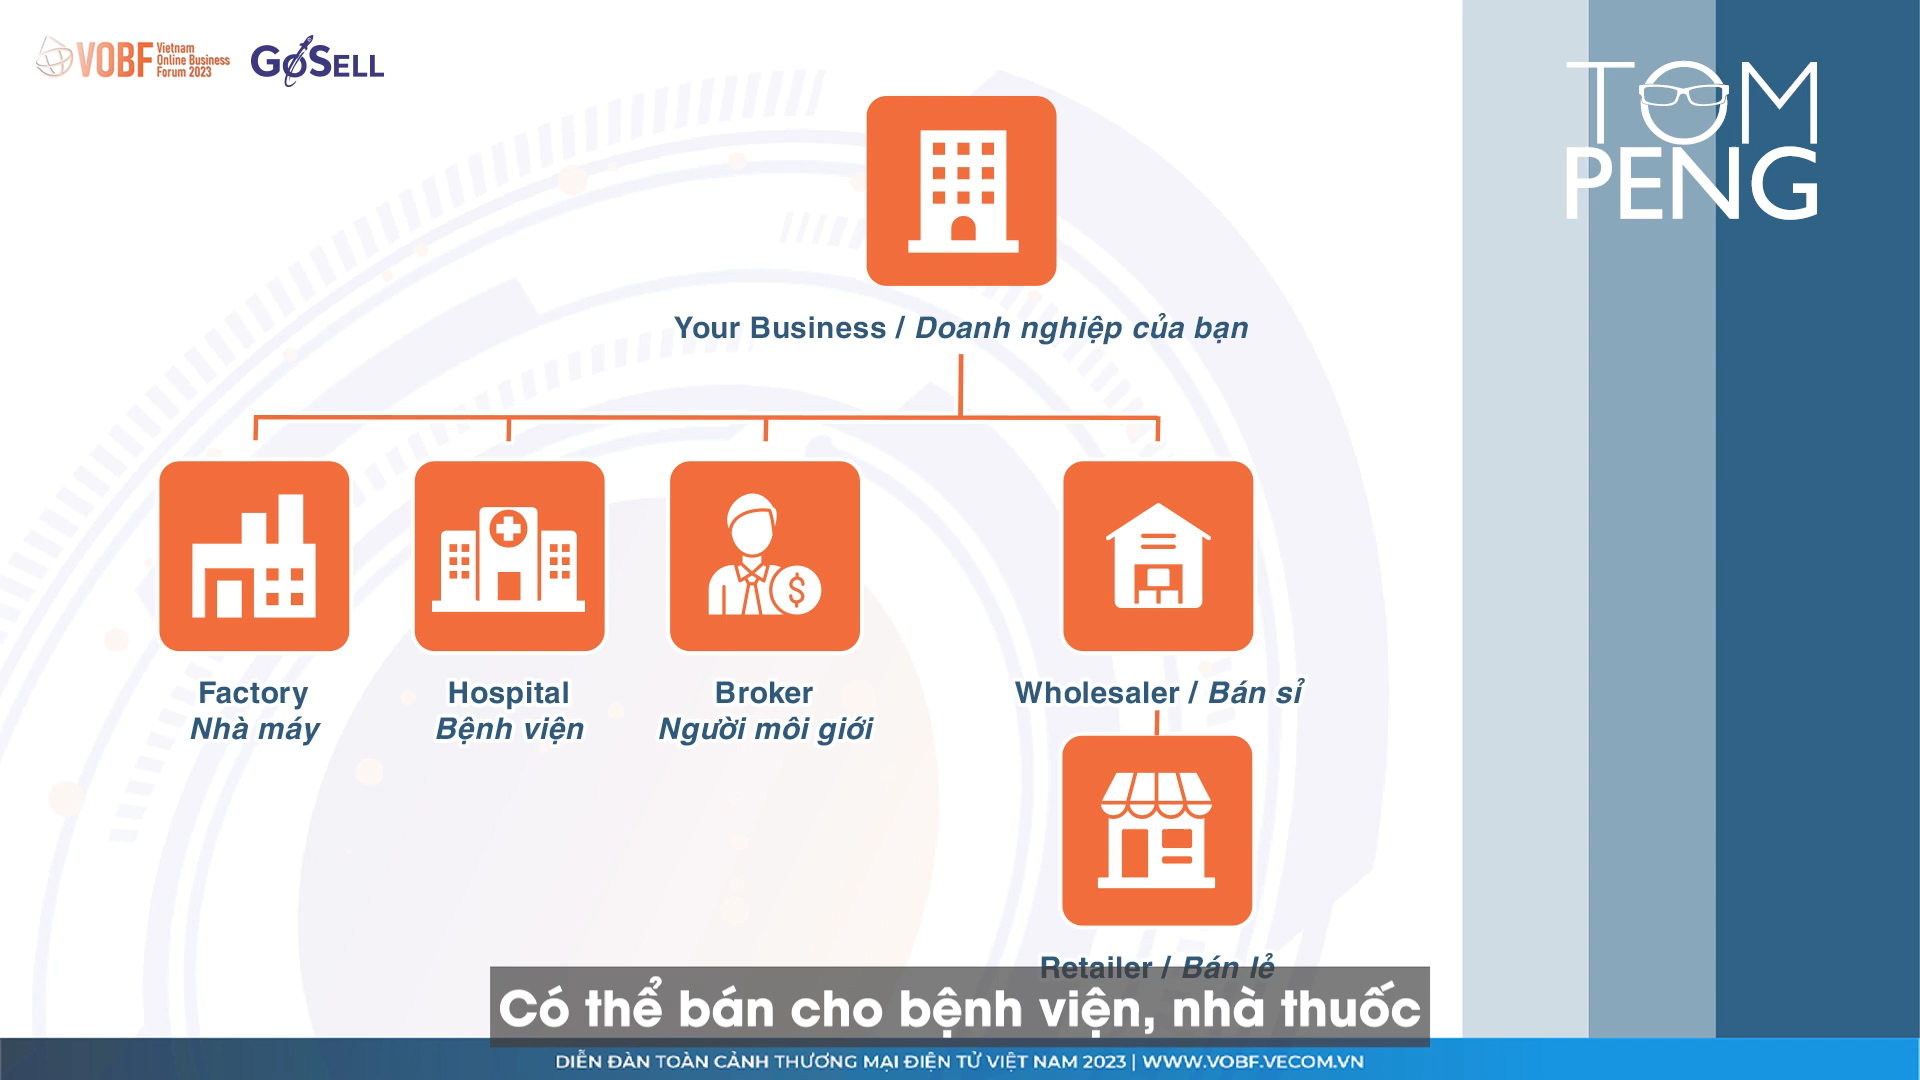 VOBF Vietnam
Online Business
Forum 2023
GoSELL
TOM
PENG
Your Business / Doanh nghiệp của bạn
Factory
Nhà máy
Hospital
Bệnh viện
Broker
Người môi giới
Wholesaler / Bán sỉ
Retailer / Bán lẻ
Có thể bán cho bệnh viện, nhà thuốc
DIỄN ĐÀN TOÀN CẢNH THƯƠNG MẠI ĐIỆN TỬ VIỆT NAM 2023 | WWW.VOBF.VECOM.VN